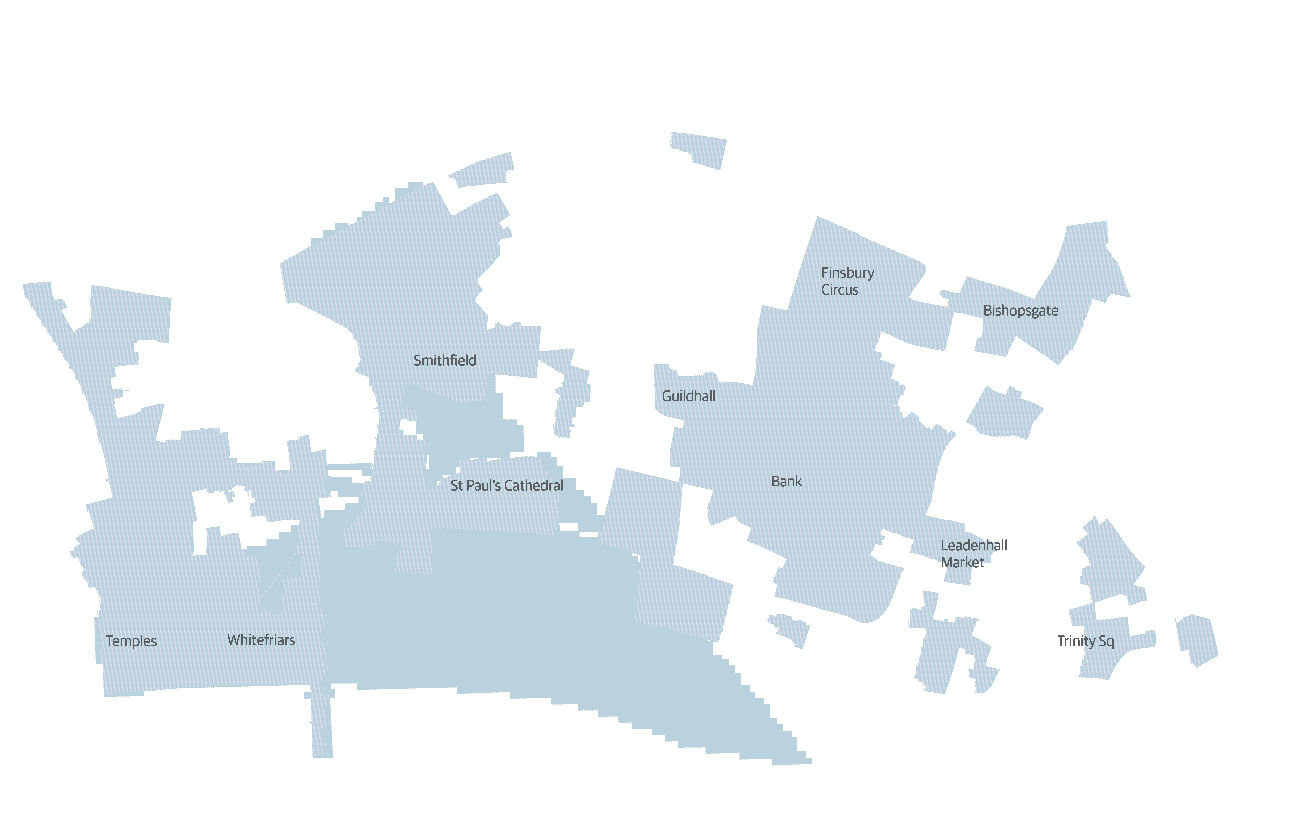 Finsbury
Circus
Bishopsgate
Smithfield
Guildhall
Bank
St Paul's Cathedral
Leadenhall
Market
Temples
Whitefriars
Trinity Sq